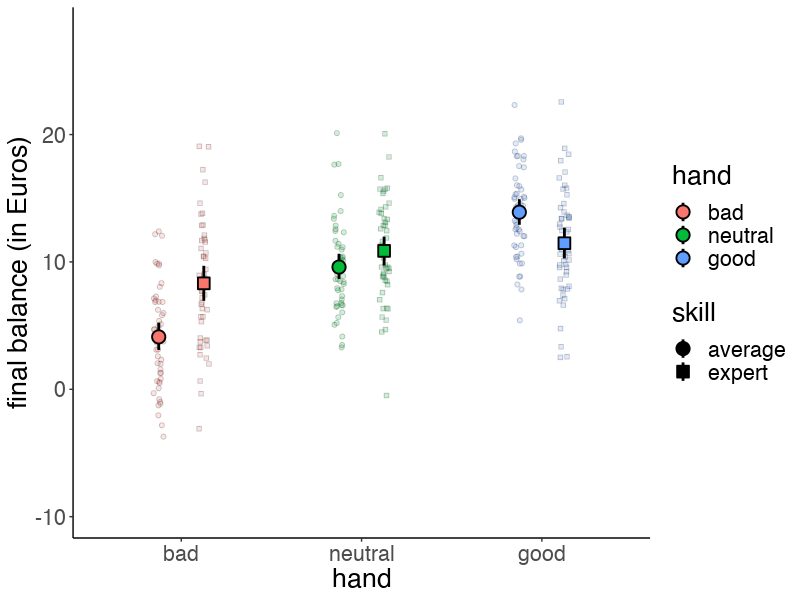 final balance (in Euros)
20
10
0
-10
bad
neutral
good
hand
hand
bad
neutral
good
skill
average
expert